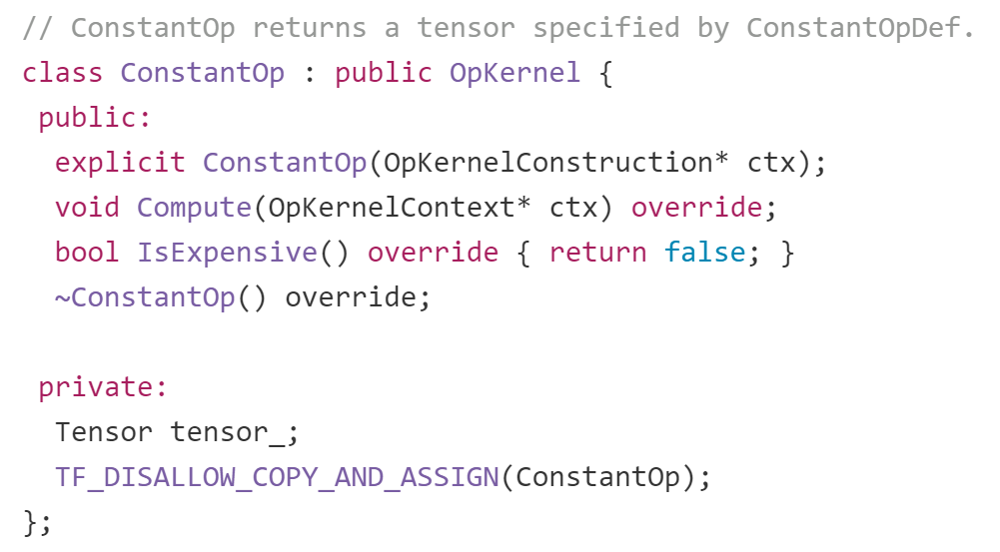 // ConstantOp returns a tensor specified by ConstantOpDef.
class ConstantOp : public OpKernel {
 public:
  explicit ConstantOp(OpKernelConstruction* ctx);
  void Compute(OpKernelContext* ctx) override;
  bool IsExpensive() override { return false; }
  ~ConstantOp() override;

 private:
  Tensor tensor_;
  TF_DISALLOW_COPY_AND_ASSIGN(ConstantOp);
};